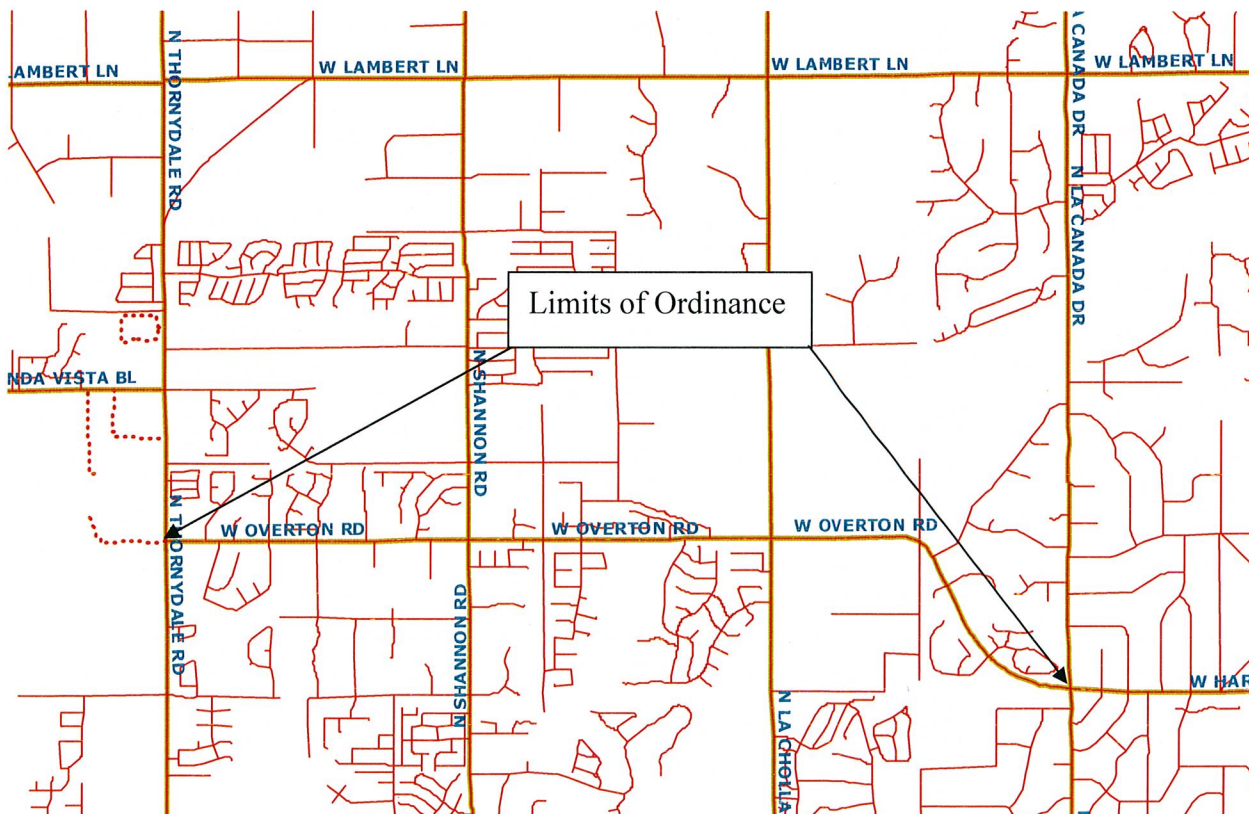 N THORNYDALE RD
A CANADA DR
W LAMBERT LN
W LAMBERT LN
W LAMBERT LN
AMBERT LN
N LA CANADA DR
Limits of Ordinance
N SHANNON RD
NDA VISTA BL
N THORNYDALE RD
W OVERTON RD
W OVERTON RD
W OVERTON RD
N SHANNON RD
W HAR
N LA CHOLLA